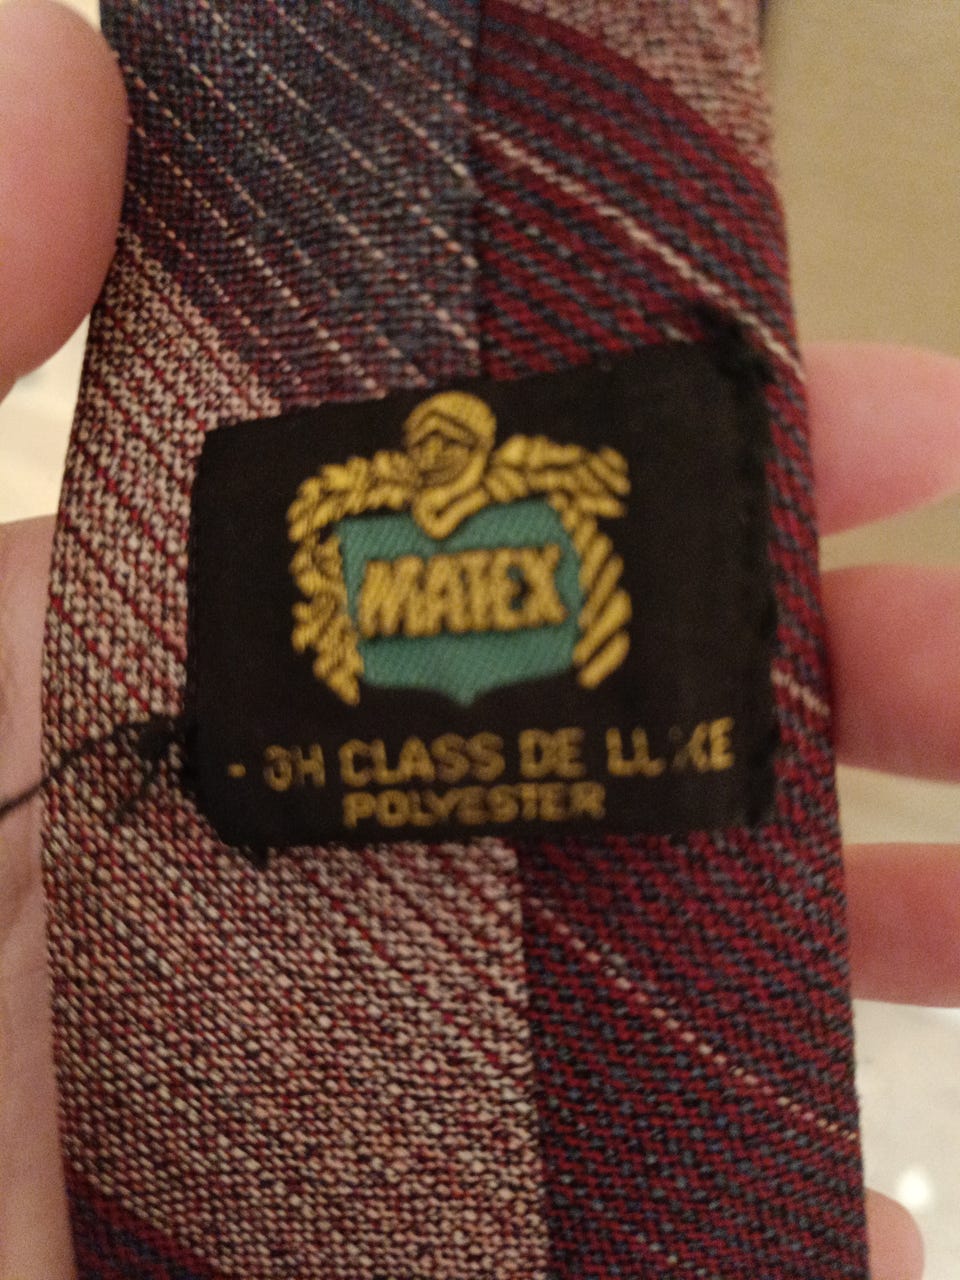 MATEX
CLASS DE
POLYESTER